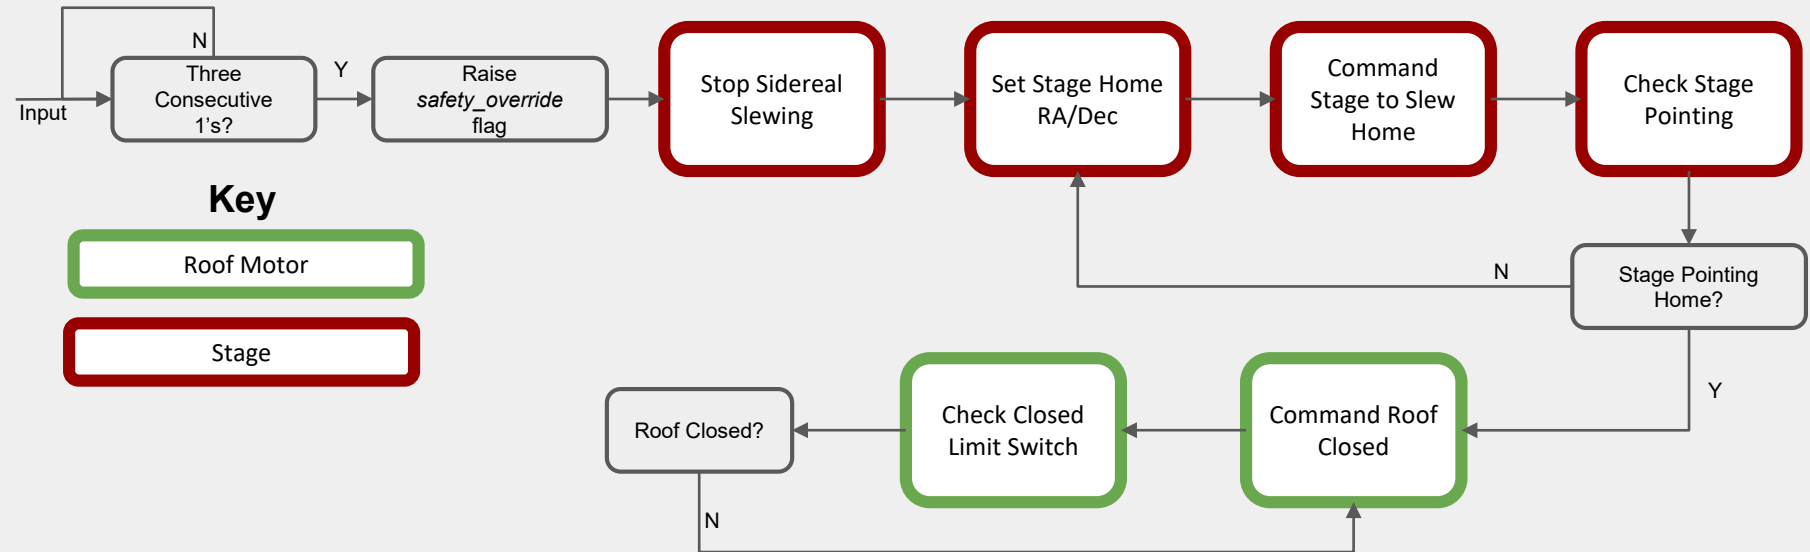 N
Three
Consecutive
1's?
Input
Y
Raise
safety_override
flag
Stop Sidereal
Slewing
Set Stage Home
RA/Dec
Command
Stage to Slew
Home
Check Stage
Pointing
Key
Roof Motor
Stage
Stage Pointing
Home?
N
Y
Command Roof
Closed
Check Closed
Limit Switch
Roof Closed?
N